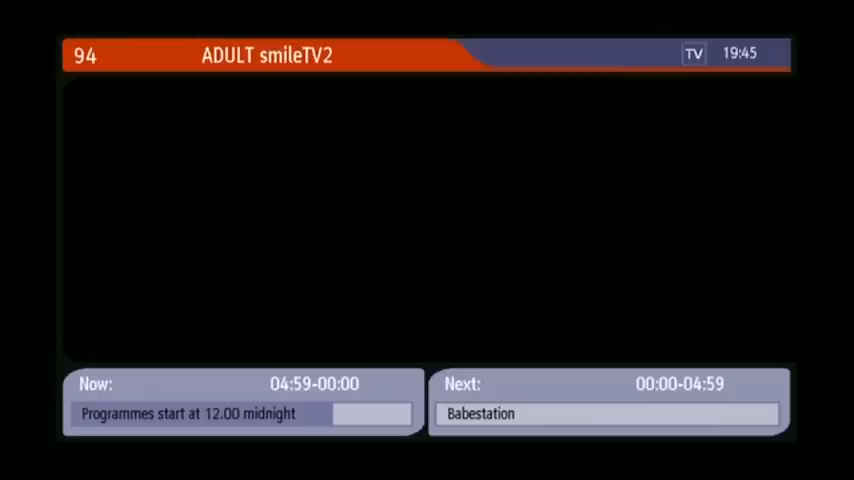 94 ADULT smileTV2 TV 19:45
Now: 04:59-00:00
Programmes start at 12.00 midnight
Next: 00:00-04:59
Babestation